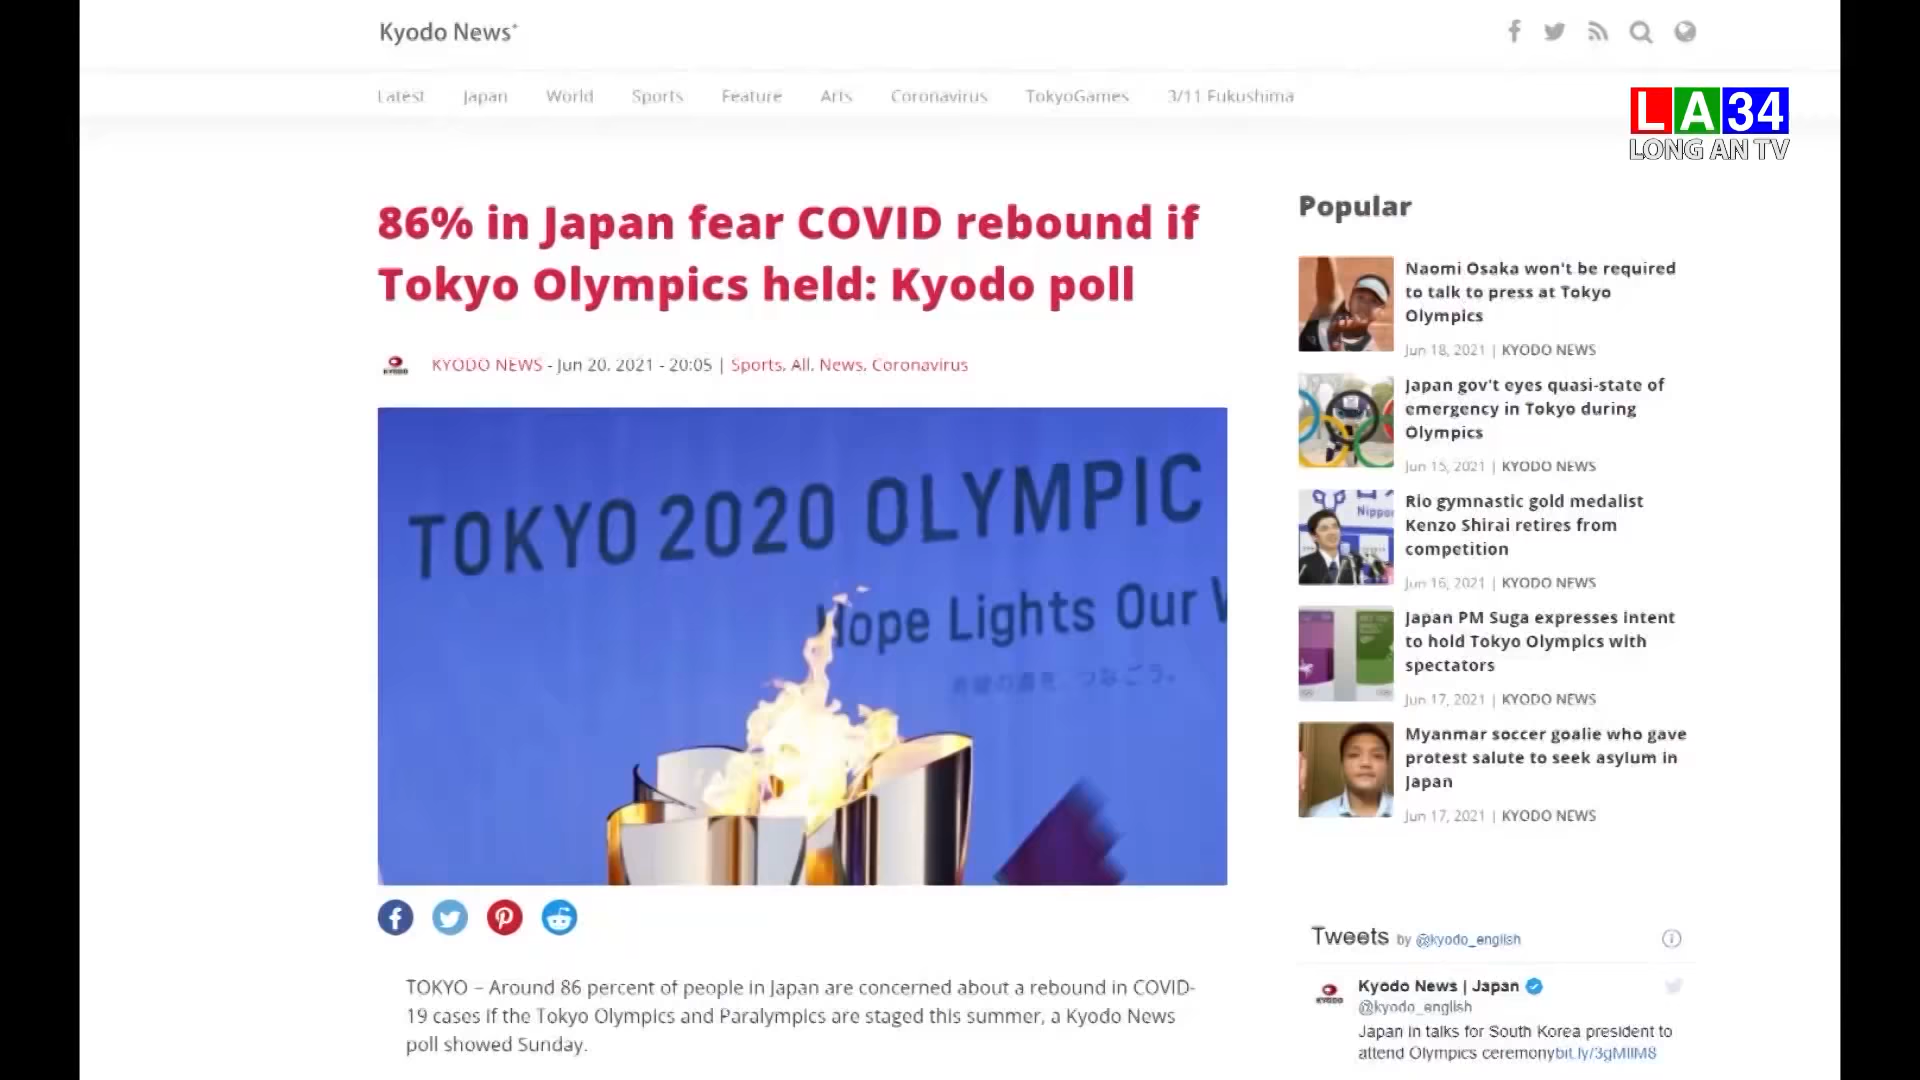 Kyodo News+
Latest Japan World Sports Feature Arts Coronavirus TokyoGames 3/11 Fukushima
LA34
LONG AN TV
86% in Japan fear COVID rebound if
Tokyo Olympics held: Kyodo poll
KYODO
KYODO NEWS - Jun 20, 2021 - 20:05 | Sports, All, News, Coronavirus
TOKYO 2020 OLYMPIC
Hope Lights Our W
つなごう。
TOKYO – Around 86 percent of people in Japan are concerned about a rebound in COVID-
19 cases if the Tokyo Olympics and Paralympics are staged this summer, a Kyodo News
poll showed Sunday.
Popular
Naomi Osaka won't be required
to talk to press at Tokyo
Olympics
Jun 18, 2021 | KYODO NEWS
Japan gov't eyes quasi-state of
emergency in Tokyo during
Olympics
Jun 15, 2021 | KYODO NEWS
Nippon
Rio gymnastic gold medalist
Kenzo Shirai retires from
competition
Jun 16, 2021 | KYODO NEWS
Japan PM Suga expresses intent
to hold Tokyo Olympics with
spectators
Jun 17, 2021 | KYODO NEWS
Myanmar soccer goalie who gave
protest salute to seek asylum in
Japan
Jun 17, 2021 | KYODO NEWS
Tweets by @kyodo_english
KYODO
Kyodo News | Japan
@kyodo_english
Japan in talks for South Korea president to
attend Olympics ceremony